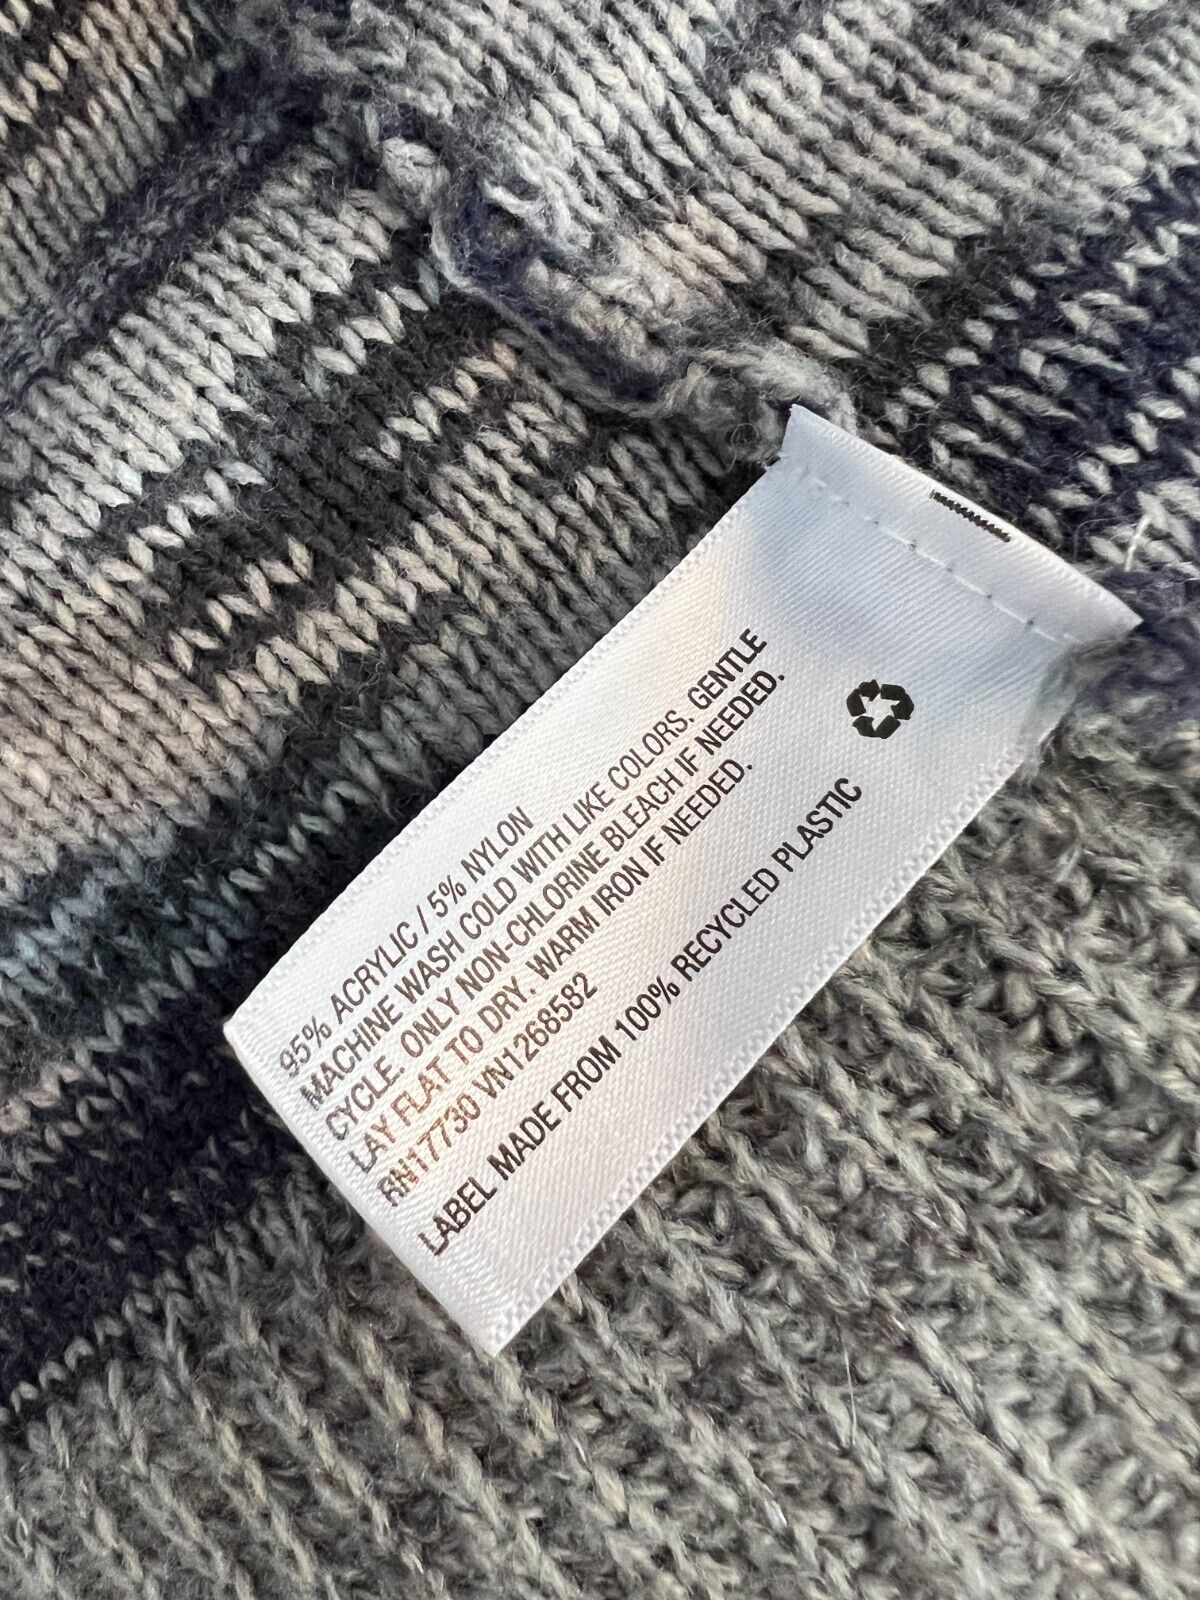 95% ACRYLIC / 5% NYLON
MACHINE WASH COLD WITH LIKE COLORS. GENTLE
CYCLE. ONLY NON-CHLORINE BLEACH IF NEEDED.
LAY FLAT TO DRY. WARM IRON IF NEEDED.
RN17730 VN1268582
LABEL MADE FROM 100% RECYCLED PLASTIC